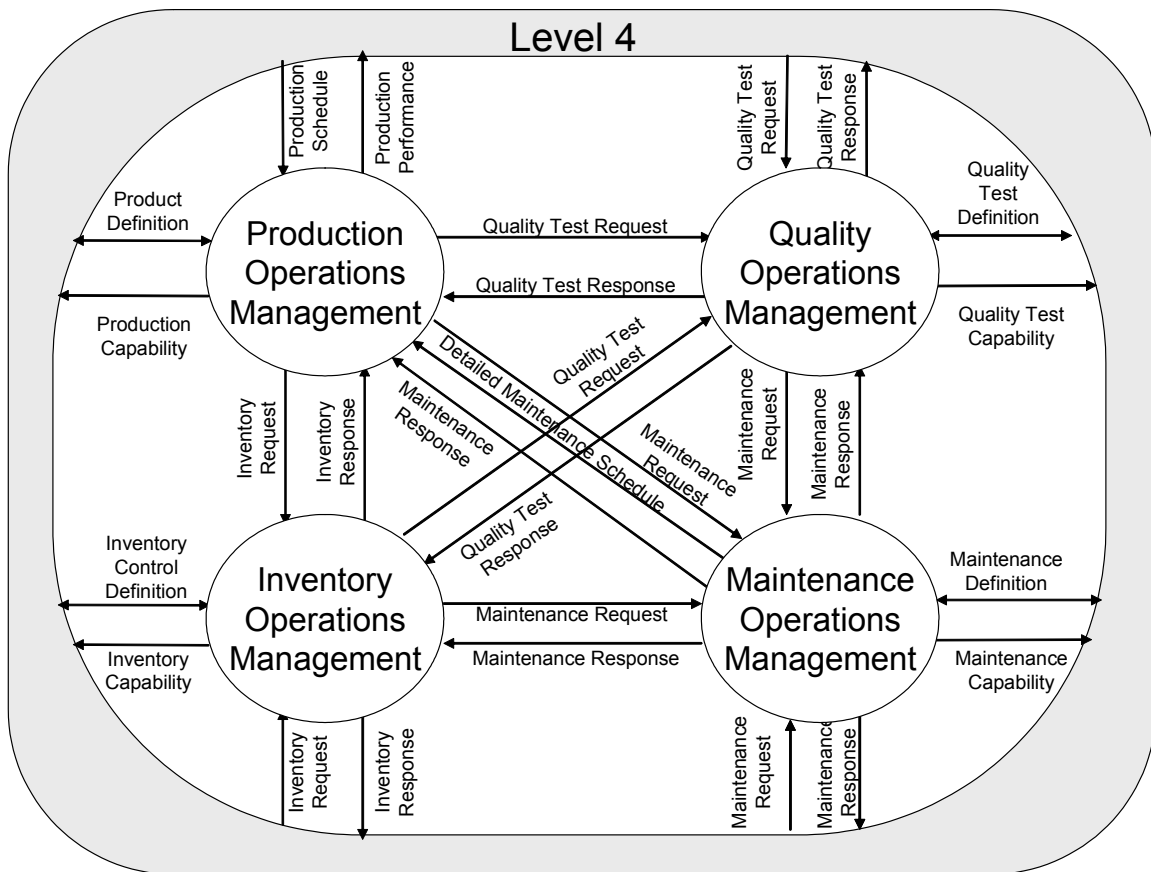 Level 4
Production
Schedule
Production
Performance
Quality Test
Request
Quality Test
Response
Product
Definition
Production
Operations
Management
Quality Test Request
Quality
Operations
Management
Quality
Test
Definition
Quality Test Response
Production
Capability
Quality Test
Capability
Inventory
Request
Inventory
Response
Maintenance
Response
Detailed Maintenance Schedule
Quality Test
Request
Maintenance
Request
Maintenance
Request
Maintenance
Response
Quality Test
Response
Inventory
Control
Definition
Inventory
Operations
Management
Maintenance Request
Maintenance Response
Maintenance
Operations
Management
Maintenance
Definition
Inventory
Capability
Maintenance
Capability
Inventory
Request
Inventory
Response
Maintenance
Request
Maintenance
Response